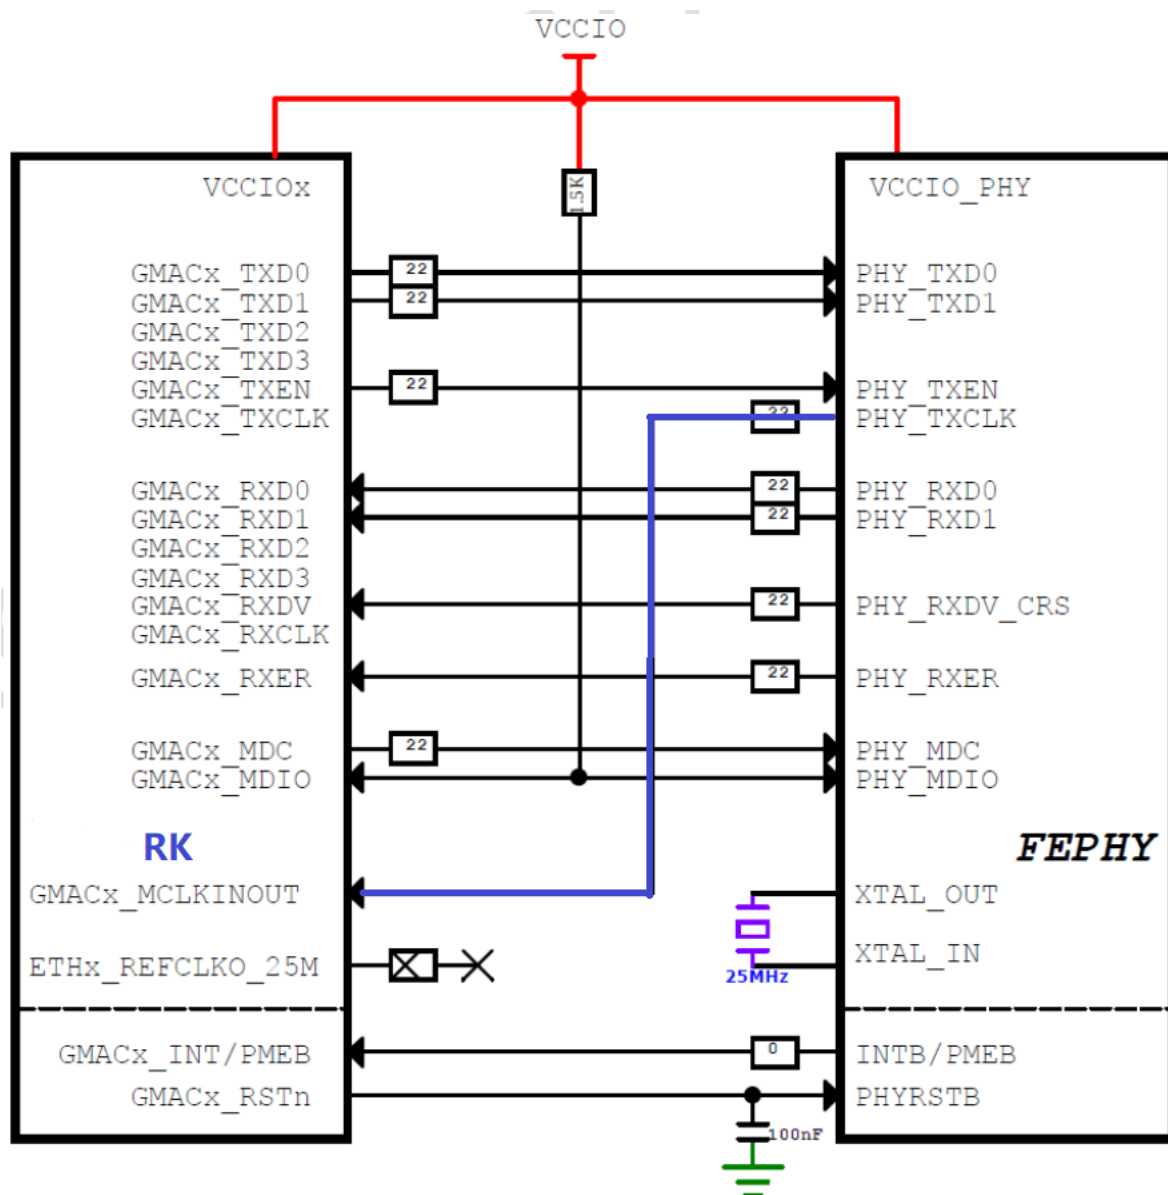 VCCIO
VCCIOx
VCCIO_PHY
1.5K
GMACx_TXD0
22
PHY_TXD0
GMACx_TXD1
22
PHY_TXD1
GMACx_TXD2
GMACx_TXD3
GMACx_TXEN
22
PHY_TXEN
GMACx_TXCLK
22
PHY_TXCLK
GMACx_RXD0
22
PHY_RXD0
GMACx_RXD1
22
PHY_RXD1
GMACx_RXD2
GMACx_RXD3
GMACx_RXDV
22
PHY_RXDV_CRS
GMACx_RXCLK
GMACx_RXER
22
PHY_RXER
GMACx_MDC
22
PHY_MDC
GMACx_MDIO
PHY_MDIO
RK
FEPHY
GMACx_MCLKINOUT
XTAL_OUT
ETHx_REFCLKO_25M
XTAL_IN
25MHz
GMACx_INT/PMEB
0
INTB/PMEB
GMACx_RSTn
PHYRSTB
100nF